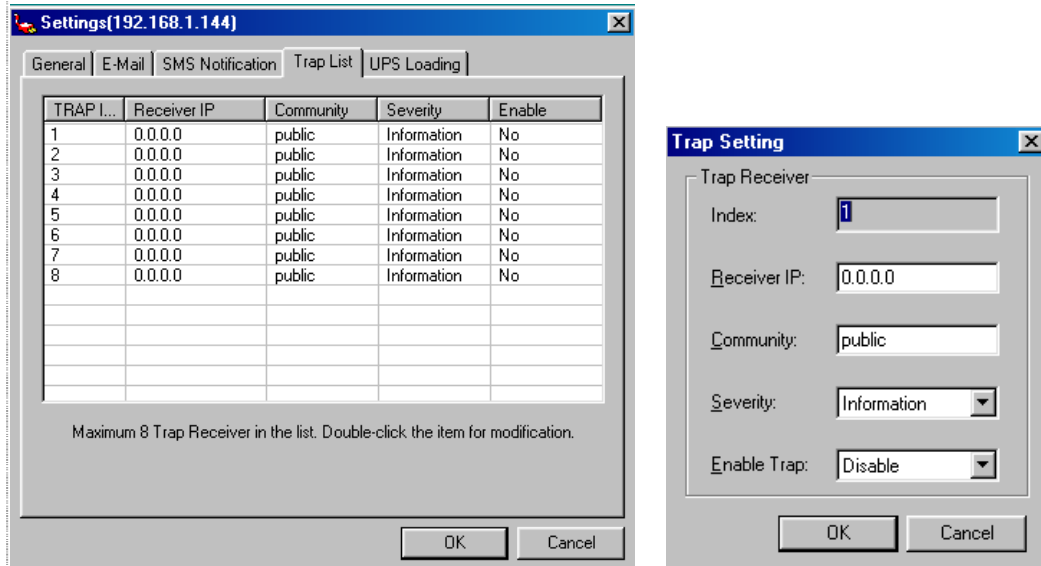 Settings(192.168.1.144)
General E-Mail SMS Notification Trap List UPS Loading
TRAP I... Receiver IP Community Severity Enable
1 0.0.0.0 public Information No
2 0.0.0.0 public Information No
3 0.0.0.0 public Information No
4 0.0.0.0 public Information No
5 0.0.0.0 public Information No
6 0.0.0.0 public Information No
7 0.0.0.0 public Information No
8 0.0.0.0 public Information No
Maximum 8 Trap Receiver in the list. Double-click the item for modification.
OK Cancel
Trap Setting
Trap Receiver
Index: 1
Receiver IP: 0.0.0.0
Community: public
Severity: Information
Enable Trap: Disable
OK Cancel